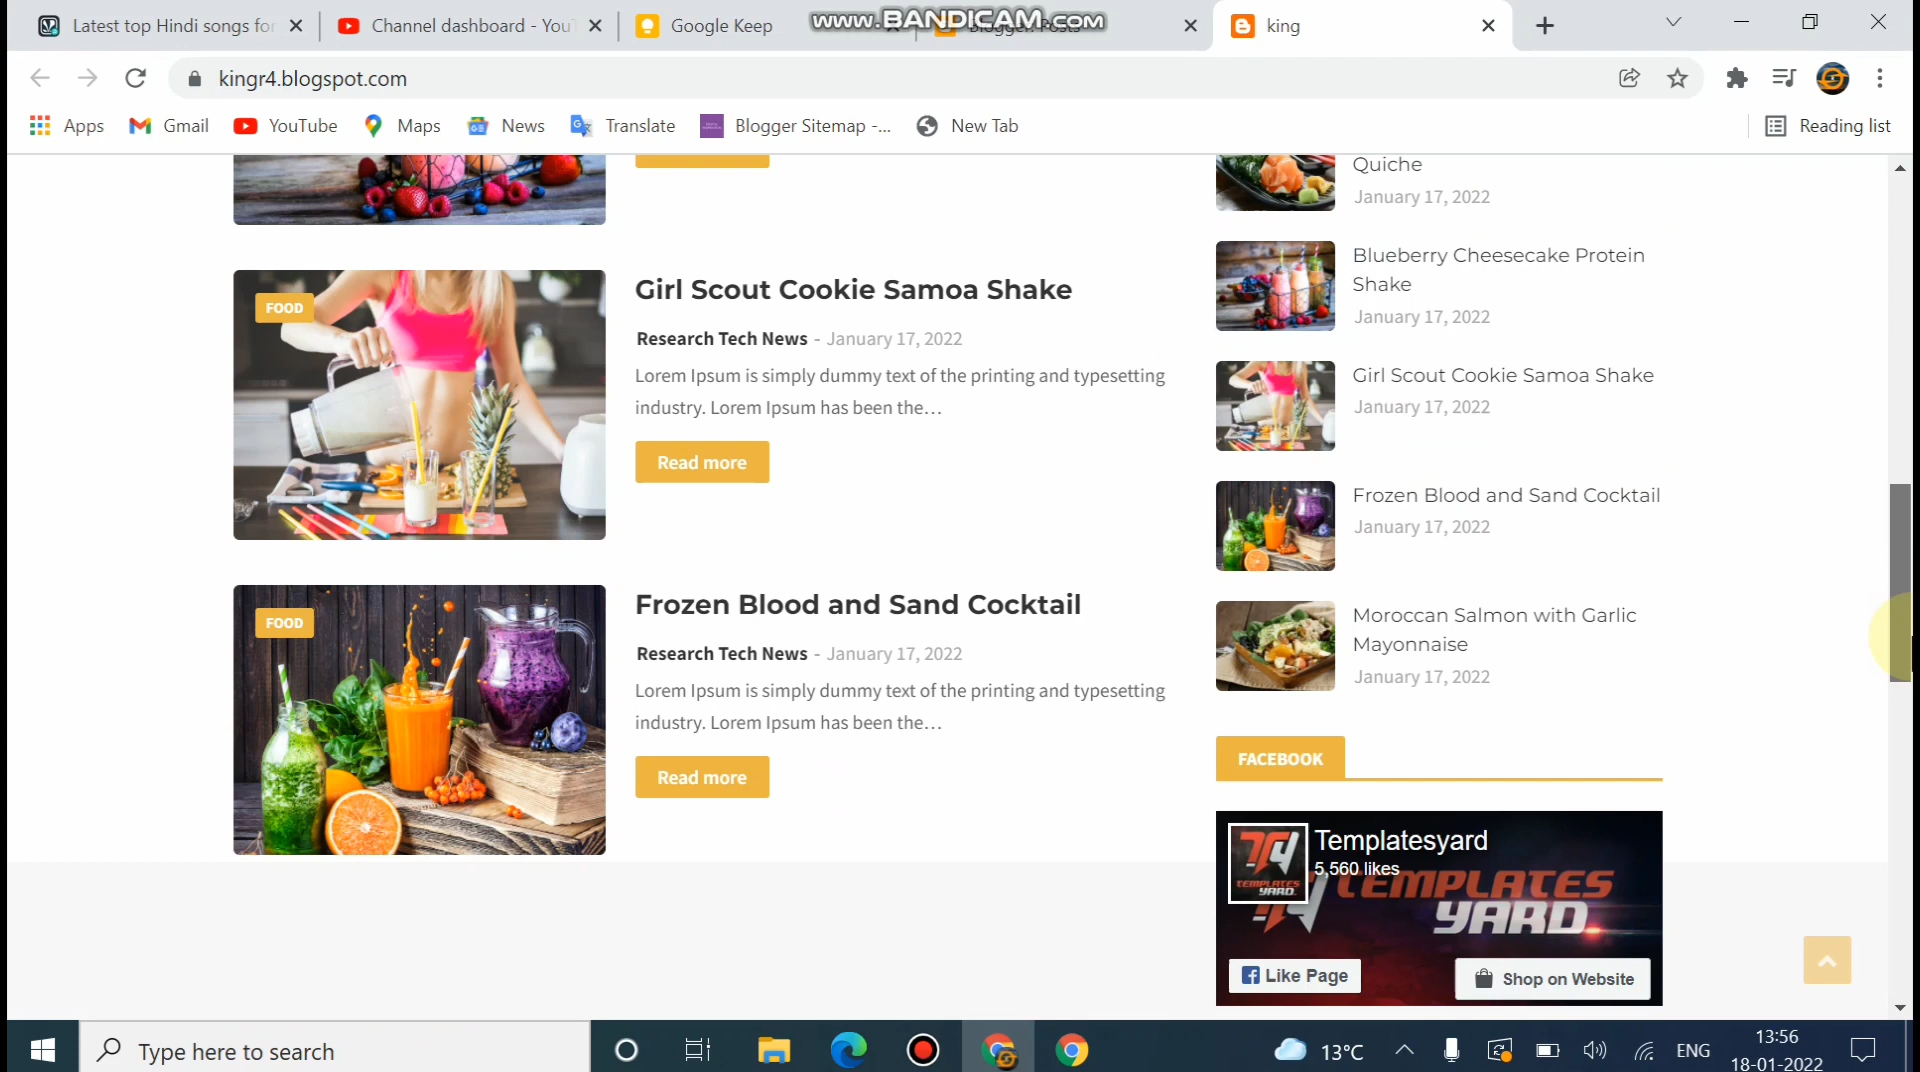 Latest top Hindi songs for
Channel dashboard - YouT
Google Keep
Blogger: Posts
www.BANDICAM.com
king
kingr4.blogspot.com
Apps
Gmail
YouTube
Maps
News
Translate
Blogger Sitemap -...
New Tab
Reading list
FOOD
Girl Scout Cookie Samoa Shake
Research Tech News - January 17, 2022
Lorem Ipsum is simply dummy text of the printing and typesetting
industry. Lorem Ipsum has been the…
Read more
FOOD
Frozen Blood and Sand Cocktail
Research Tech News - January 17, 2022
Lorem Ipsum is simply dummy text of the printing and typesetting
industry. Lorem Ipsum has been the…
Read more
Quiche
January 17, 2022
Blueberry Cheesecake Protein
Shake
January 17, 2022
Girl Scout Cookie Samoa Shake
January 17, 2022
Frozen Blood and Sand Cocktail
January 17, 2022
Moroccan Salmon with Garlic
Mayonnaise
January 17, 2022
FACEBOOK
Templatesyard
5,560 likes
TEMPLATES
YARD
TEMPLATES
YARD
Like Page
Shop on Website
Type here to search
13°C
ENG
13:56
18-01-2022